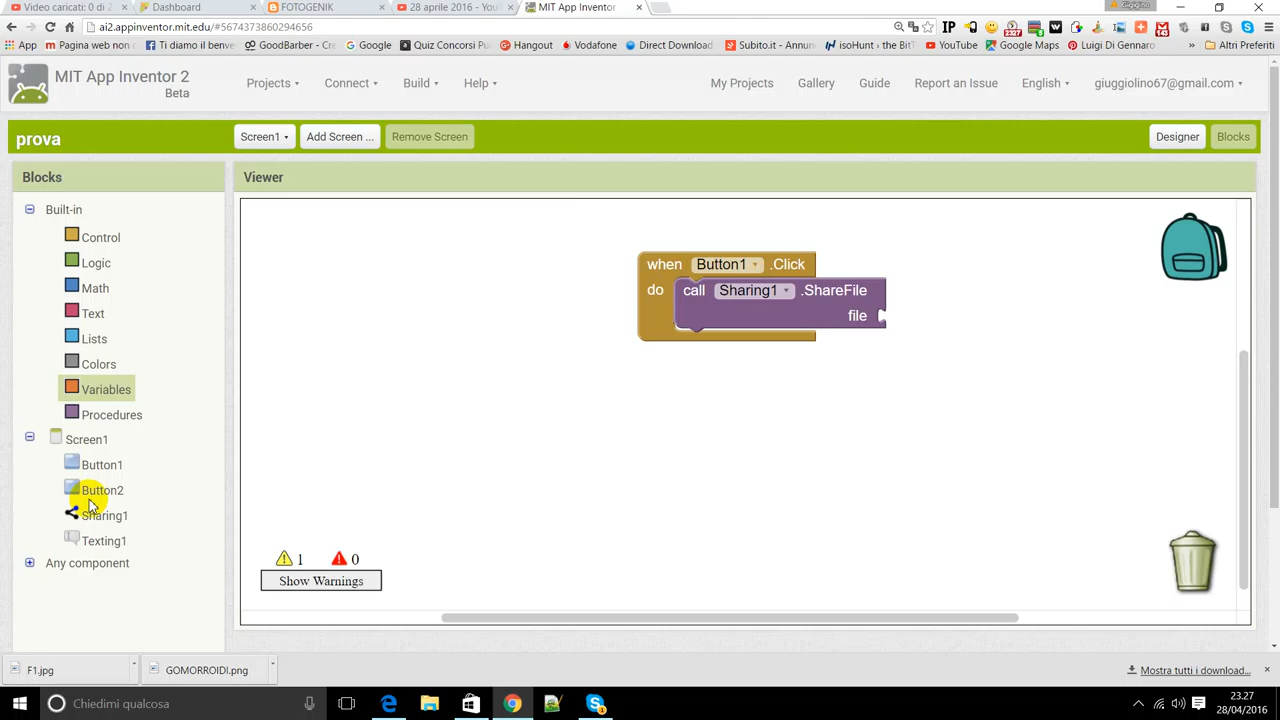 Video caricati: 0 di 2
Dashboard
FOTOGENIK
28 aprile 2016 - YouT
MIT App Inventor
Giggino
ai2.appinventor.mit.edu/#5674373860294656
IP
2327
W
143
App
Pagina web non d
Ti diamo il benve
GoodBarber - Cre
Google
Quiz Concorsi Pu
Hangout
Vodafone
Direct Download
Subito.it - Annun
isoHunt › the BitT
YouTube
Google Maps
Luigi Di Gennaro
»
Altri Preferiti
MIT App Inventor 2
Beta
Projects
Connect
Build
Help
My Projects
Gallery
Guide
Report an Issue
English
giuggiolino67@gmail.com
prova
Screen1
Add Screen ...
Remove Screen
Designer
Blocks
Blocks
Viewer
Built-in
Control
Logic
Math
Text
Lists
Colors
Variables
Procedures
Screen1
Button1
Button2
Sharing1
Texting1
Any component
when Button1 .Click
do call Sharing1 .ShareFile
file
1 0
Show Warnings
F1.jpg
GOMORROIDI.png
Mostra tutti i download...
Chiedimi qualcosa
23.27
28/04/2016